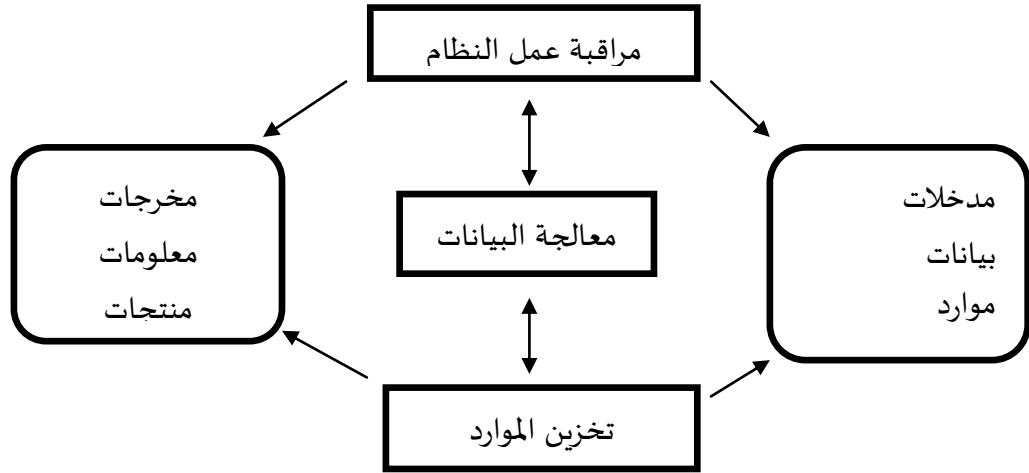 مراقبة عمل النظام
مدخلات
بيانات
موارد
معالجة البيانات
مخرجات
معلومات
منتجات
تخزين الموارد